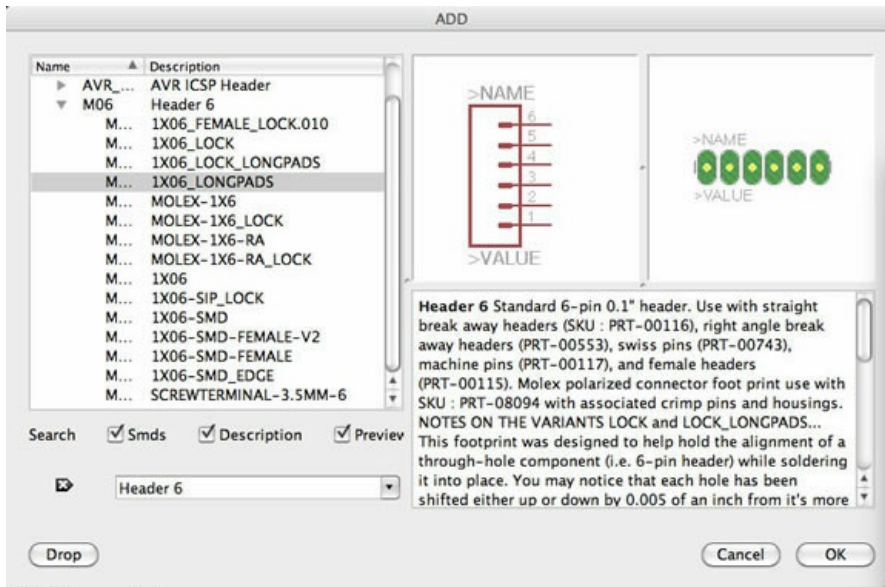 ADD
Name Description
AVR_... AVR ICSP Header
M06 Header 6
M... 1X06_FEMALE_LOCK.010
M... 1X06_LOCK
M... 1X06_LOCK_LONGPADS
M... 1X06_LONGPADS
M... MOLEX-1X6
M... MOLEX-1X6_LOCK
M... MOLEX-1X6-RA
M... MOLEX-1X6-RA_LOCK
M... 1X06
M... 1X06-SIP_LOCK
M... 1X06-SMD
M... 1X06-SMD-FEMALE-V2
M... 1X06-SMD-FEMALE
M... 1X06-SMD_EDGE
M... SCREWTERMINAL-3.5MM-6
Search Smds Description Preview
Header 6
Drop
>NAME
6
5
4
3
2
1
>VALUE
>NAME
>VALUE
Header 6 Standard 6-pin 0.1" header. Use with straight
break away headers (SKU : PRT-00116), right angle break
away headers (PRT-00553), swiss pins (PRT-00743),
machine pins (PRT-00117), and female headers
(PRT-00115). Molex polarized connector foot print use with
SKU : PRT-08094 with associated crimp pins and housings.
NOTES ON THE VARIANTS LOCK and LOCK_LONGPADS...
This footprint was designed to help hold the alignment of a
through-hole component (i.e. 6-pin header) while soldering
it into place. You may notice that each hole has been
shifted either up or down by 0.005 of an inch from it's more
Cancel OK